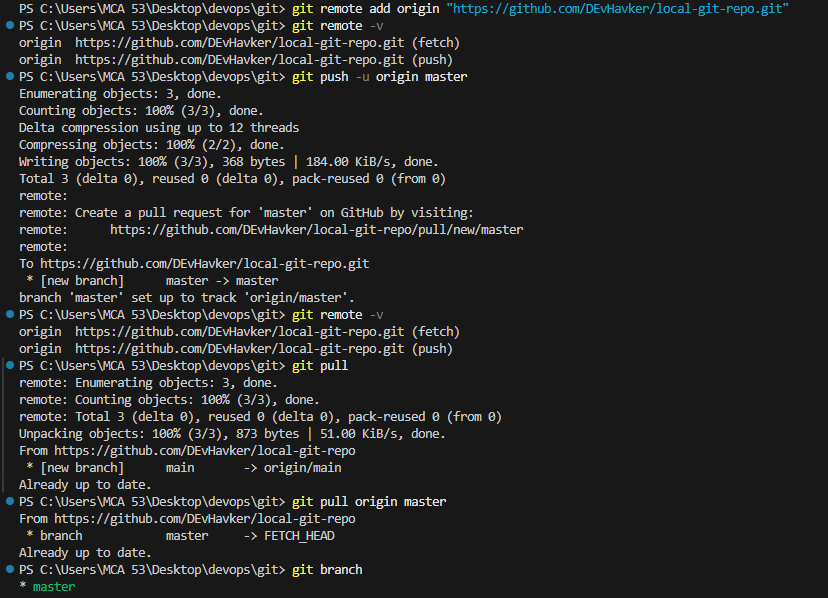 PS C:\Users\MCA 53\Desktop\devops\git> git remote add origin "https://github.com/DEvHavker/local-git-repo.git"
PS C:\Users\MCA 53\Desktop\devops\git> git remote -v
origin  https://github.com/DEvHavker/local-git-repo.git (fetch)
origin  https://github.com/DEvHavker/local-git-repo.git (push)
PS C:\Users\MCA 53\Desktop\devops\git> git push -u origin master
Enumerating objects: 3, done.
Counting objects: 100% (3/3), done.
Delta compression using up to 12 threads
Compressing objects: 100% (2/2), done.
Writing objects: 100% (3/3), 368 bytes | 184.00 KiB/s, done.
Total 3 (delta 0), reused 0 (delta 0), pack-reused 0 (from 0)
remote:
remote: Create a pull request for 'master' on GitHub by visiting:
remote:      https://github.com/DEvHavker/local-git-repo/pull/new/master
remote:
To https://github.com/DEvHavker/local-git-repo.git
 * [new branch]      master -> master
branch 'master' set up to track 'origin/master'.
PS C:\Users\MCA 53\Desktop\devops\git> git remote -v
origin  https://github.com/DEvHavker/local-git-repo.git (fetch)
origin  https://github.com/DEvHavker/local-git-repo.git (push)
PS C:\Users\MCA 53\Desktop\devops\git> git pull
remote: Enumerating objects: 3, done.
remote: Counting objects: 100% (3/3), done.
remote: Total 3 (delta 0), reused 0 (delta 0), pack-reused 0 (from 0)
Unpacking objects: 100% (3/3), 873 bytes | 51.00 KiB/s, done.
From https://github.com/DEvHavker/local-git-repo
 * [new branch]      main       -> origin/main
Already up to date.
PS C:\Users\MCA 53\Desktop\devops\git> git pull origin master
From https://github.com/DEvHavker/local-git-repo
 * branch            master     -> FETCH_HEAD
Already up to date.
PS C:\Users\MCA 53\Desktop\devops\git> git branch
* master